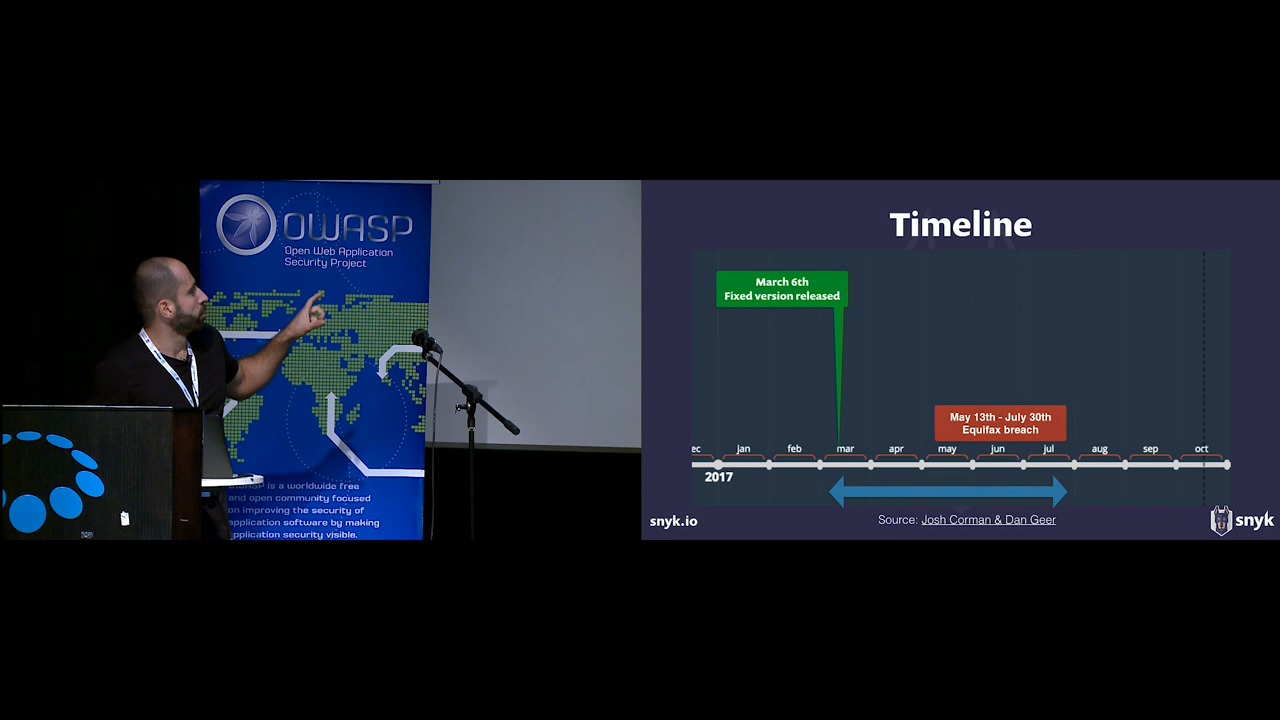 OWASP
Open Web Application
Security Project
OWASP is a worldwide free
and open community focused
on improving the security of
application software by making
application security visible.
Timeline
March 6th
Fixed version released
May 13th - July 30th
Equifax breach
ec jan feb mar apr may jun jul aug sep oct
2017
snyk.io
Source: Josh Corman & Dan Geer
snyk